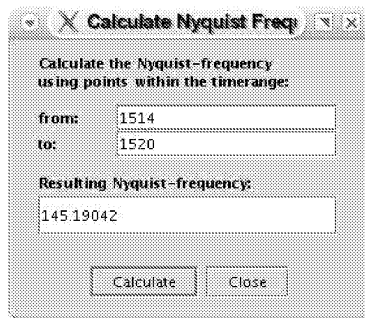 Calculate Nyquist Freq
Calculate the Nyquist-frequency
using points within the timerange:
from: 1514
to: 1520
Resulting Nyquist-frequency:
145.19042
Calculate Close